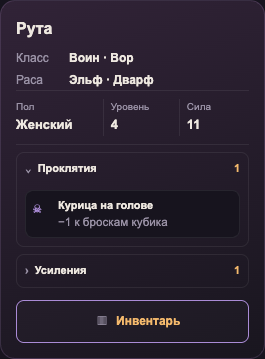 Рута
Класс Воин · Вор
Раса Эльф · Дварф
Пол Уровень Сила
Женский 4 11
Проклятия 1
Курица на голове
−1 к броскам кубика
Усиления 1
Инвентарь